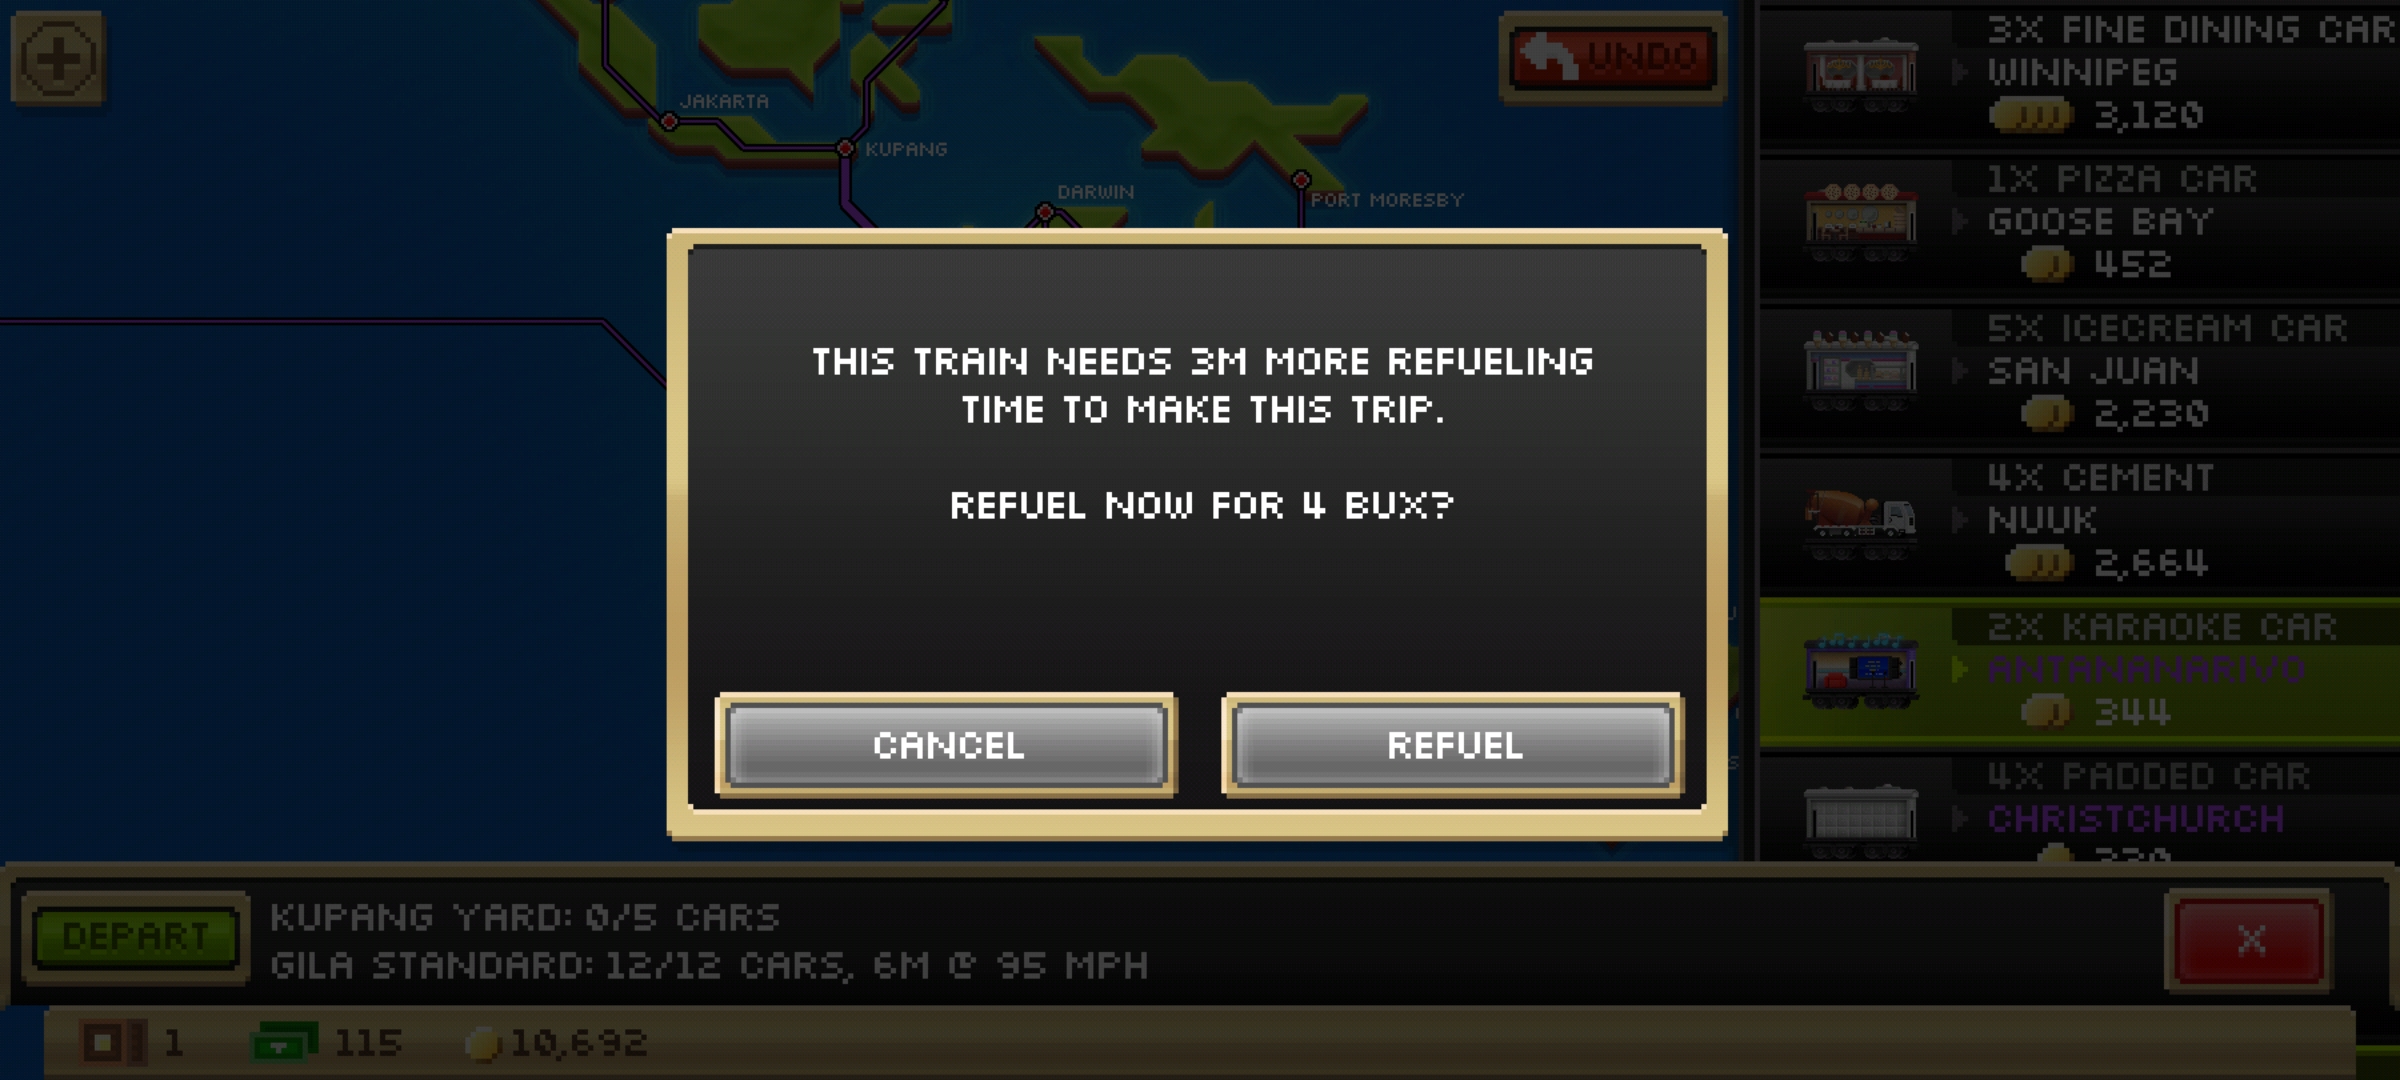 UNDO
JAKARTA
KUPANG
DARWIN
PORT MORESBY
3X FINE DINING CAR
WINNIPEG
3,120
1X PIZZA CAR
GOOSE BAY
452
5X ICECREAM CAR
SAN JUAN
2,230
4X CEMENT
NUUK
2,664
2X KARAOKE CAR
ANTANANARIVO
344
4X PADDED CAR
CHRISTCHURCH
THIS TRAIN NEEDS 3M MORE REFUELING
TIME TO MAKE THIS TRIP.
REFUEL NOW FOR 4 BUX?
CANCEL
REFUEL
DEPART
KUPANG YARD: 0/5 CARS
GILA STANDARD: 12/12 CARS, 6M @ 95 MPH
X
1
115
10,692